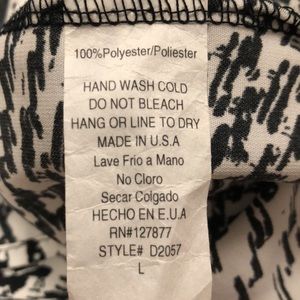 100%Polyester/Poliester
HAND WASH COLD
DO NOT BLEACH
HANG OR LINE TO DRY
MADE IN U.S.A
Lave Frio a Mano
No Cloro
Secar Colgado
HECHO EN E.U.A
RN#127877
STYLE# D2057
L